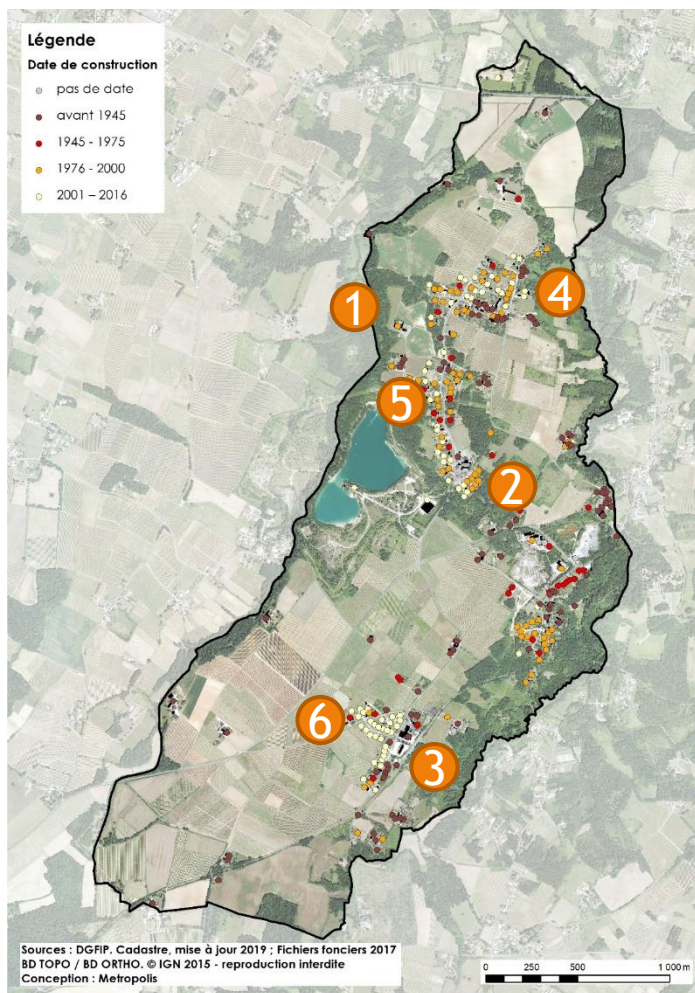 Légende
Date de construction
pas de date
avant 1945
1945 - 1975
1976 - 2000
2001 – 2016
4
1
5
2
6
3
Sources : DGFIP. Cadastre, mise à jour 2019 ; Fichiers fonciers 2017
BD TOPO / BD ORTHO. © IGN 2015 - reproduction interdite
Conception : Metropolis
0 250 500 1 000 m